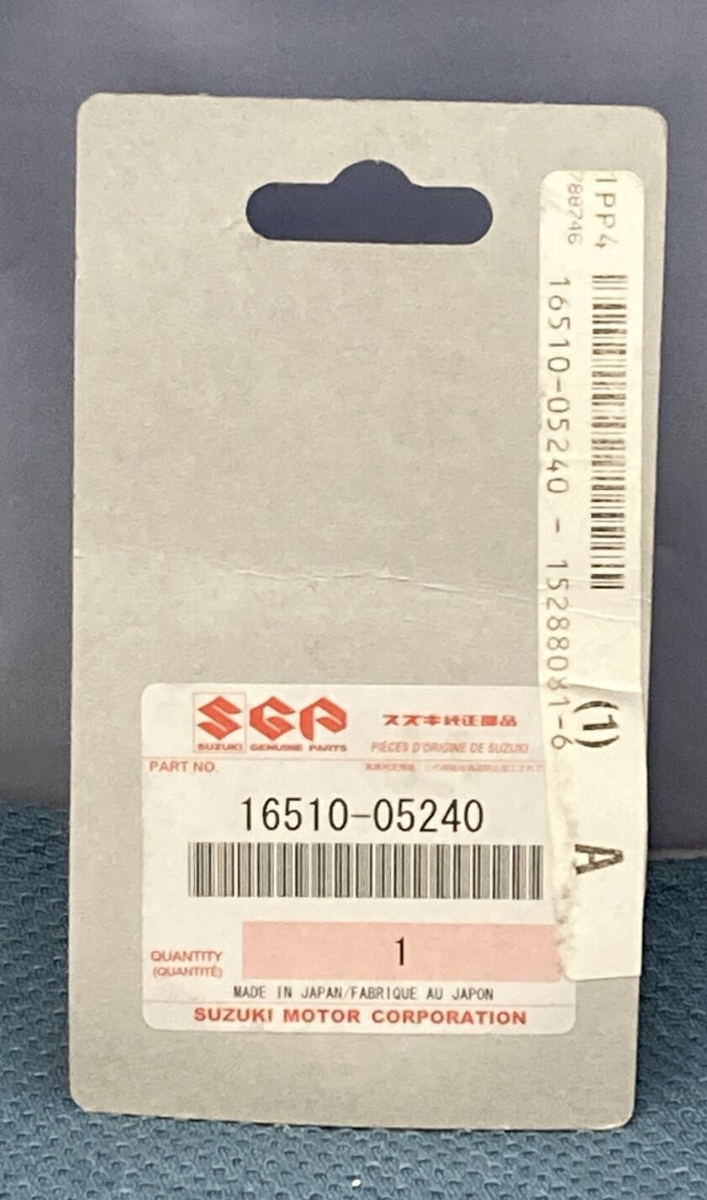 SGP
SUZUKI GENUINE PARTS
スズキ純正部品
PIÈCES D'ORIGINE DE SUZUKI
PART NO.
16510-05240
QUANTITY
(QUANTITÉ)
1
MADE IN JAPAN/FABRIQUE AU JAPON
SUZUKI MOTOR CORPORATION
1PP4
788746
16510-05240 - 15288081-6
(1)
A